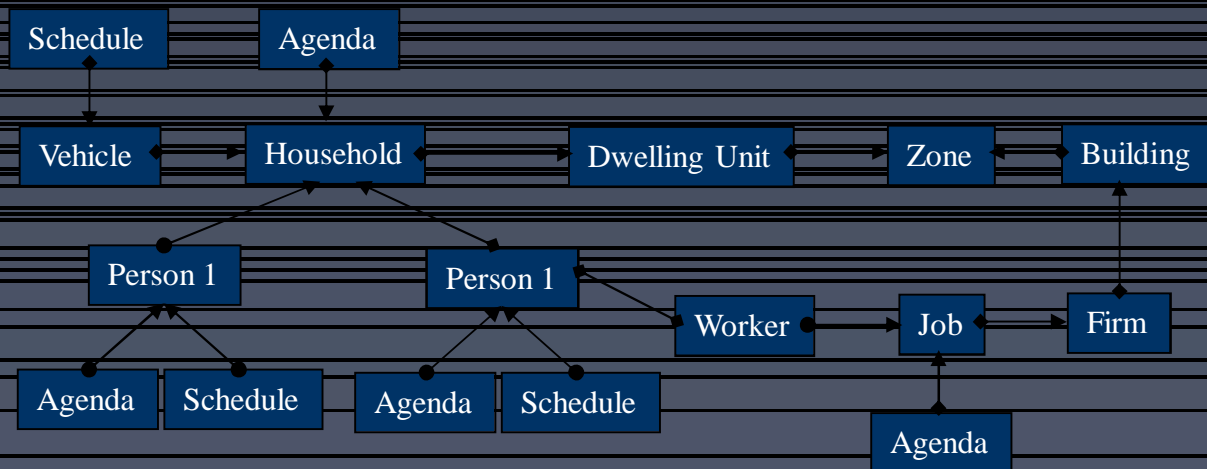 Schedule
Agenda
Vehicle
Household
Dwelling Unit
Zone
Building
Person 1
Person 1
Worker
Job
Firm
Agenda
Schedule
Agenda
Schedule
Agenda